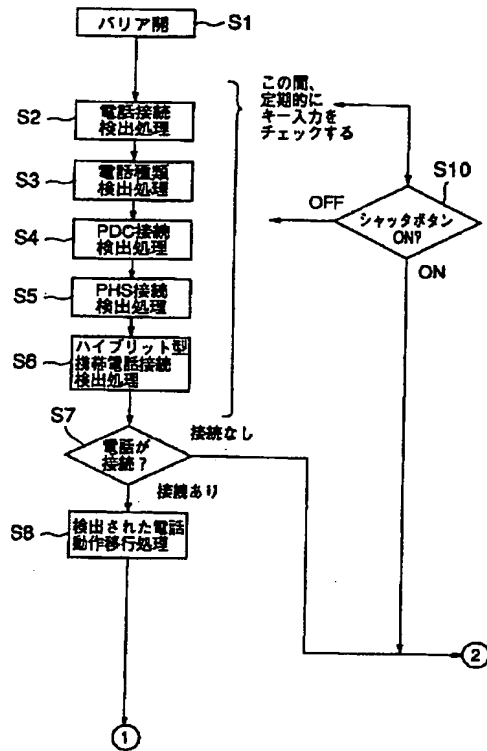 バリア開
S1
S2
電話接続
検出処理
S3
電話種類
検出処理
S4
PDC接続
検出処理
S5
PHS接続
検出処理
S6
ハイブリット型
携帯電話接続
検出処理
S7
電話が
接続?
接続なし
接続あり
S8
検出された電話
動作移行処理
①
この間、
定期的に
キー入力を
チェックする
S10
シャッタボタン
ON?
OFF
ON
②